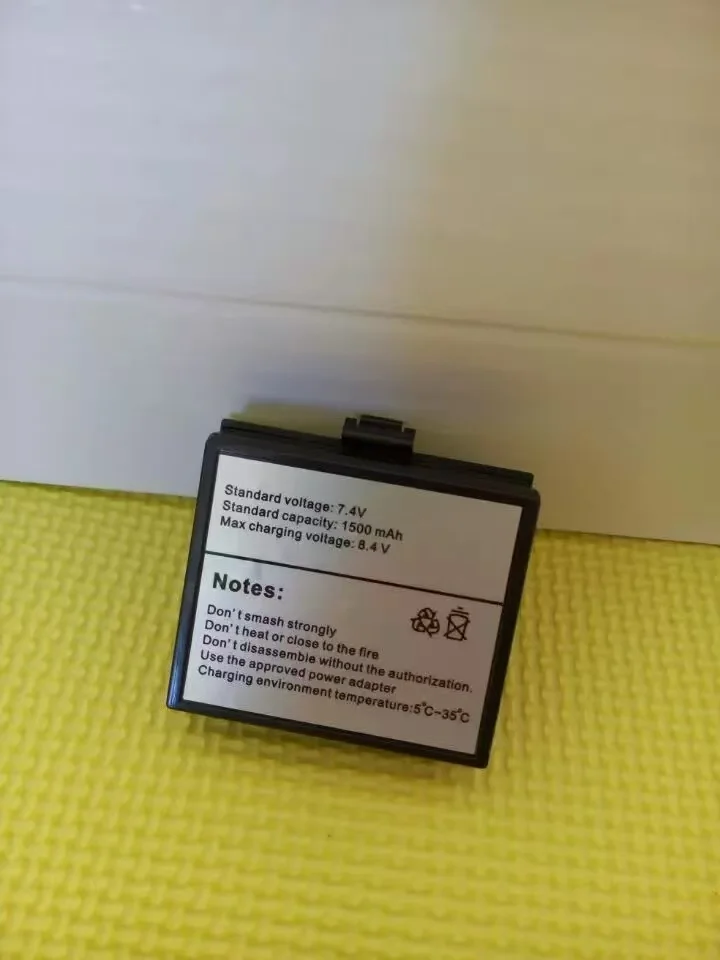 Standard voltage: 7.4V
Standard capacity: 1500 mAh
Max charging voltage: 8.4 V
Notes:
Don't smash strongly
Don't heat or close to the fire
Don't disassemble without the authorization.
Use the approved power adapter
Charging environment temperature:5°C-35°C